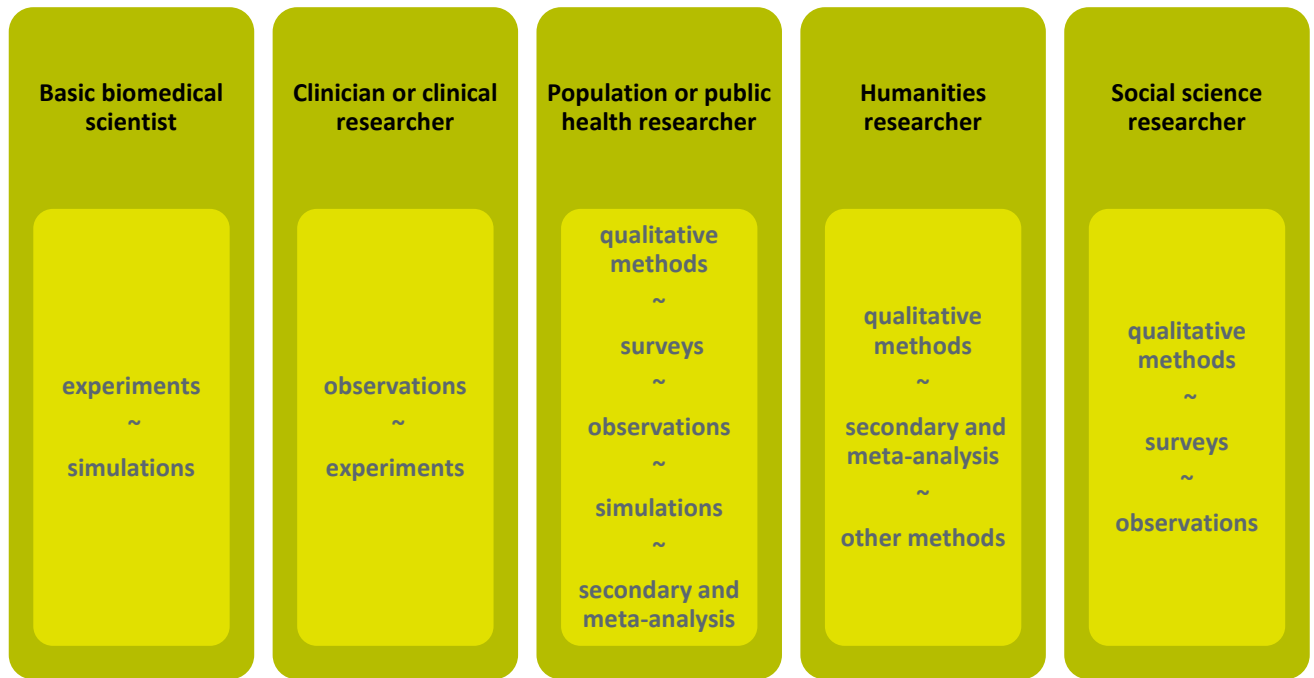 Basic biomedical
scientist
experiments
~
simulations
Clinician or clinical
researcher
observations
~
experiments
Population or public
health researcher
qualitative
methods
~
surveys
~
observations
~
simulations
~
secondary and
meta-analysis
Humanities
researcher
qualitative
methods
~
secondary and
meta-analysis
~
other methods
Social science
researcher
qualitative
methods
~
surveys
~
observations